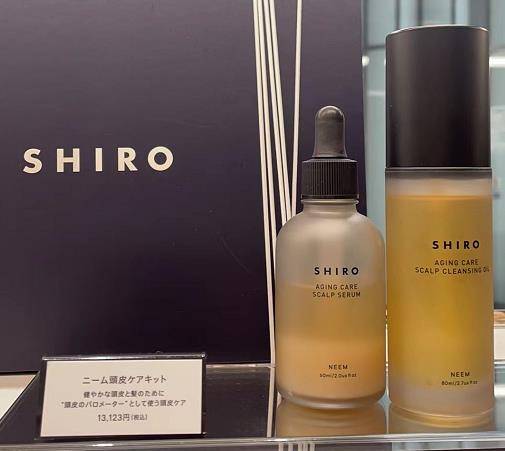 SHIRO
SHIRO
AGING CARE
SCALP SERUM
NEEM
60ml/2.0us fl oz
SHIRO
AGING CARE
SCALP CLEANSING OIL
NEEM
80ml/2.7us fl oz
ニーム頭皮ケアキット
健やかな頭皮と髪のために
“頭皮のバロメーター”として使う頭皮ケア
13,123円(税込)